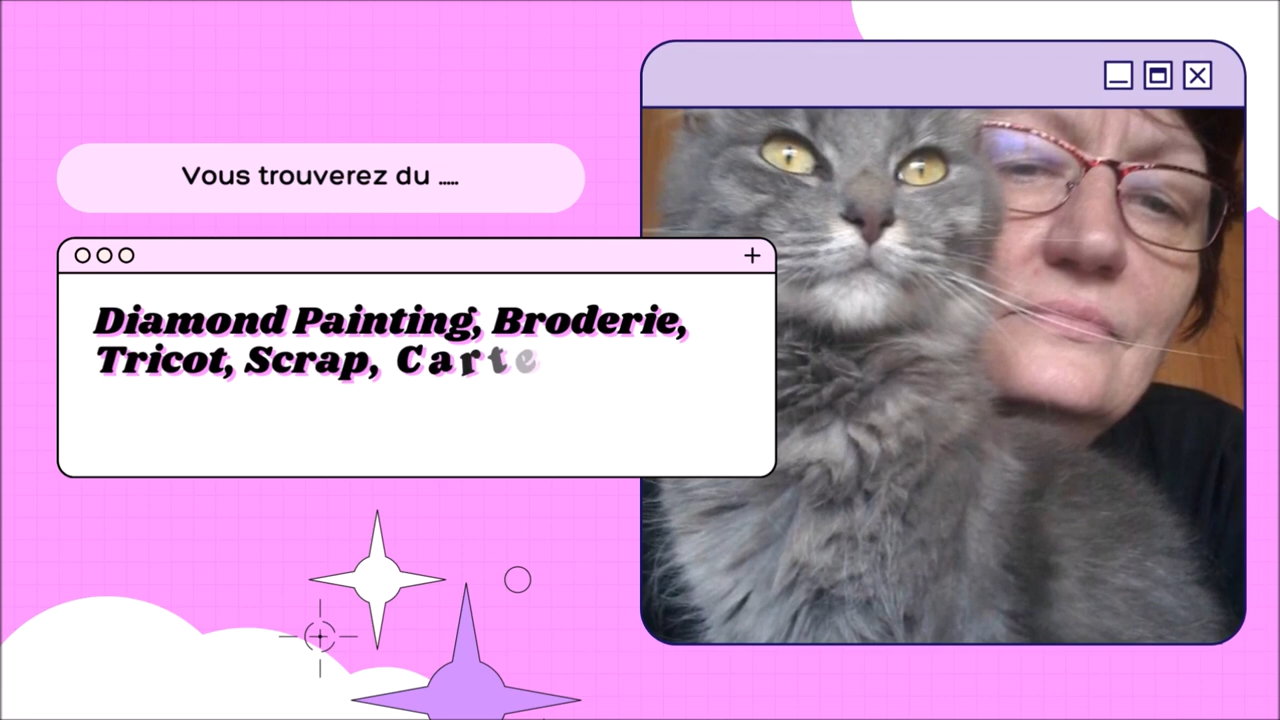 Vous trouverez du .....
Diamond Painting, Broderie,
Tricot, Scrap, Carte